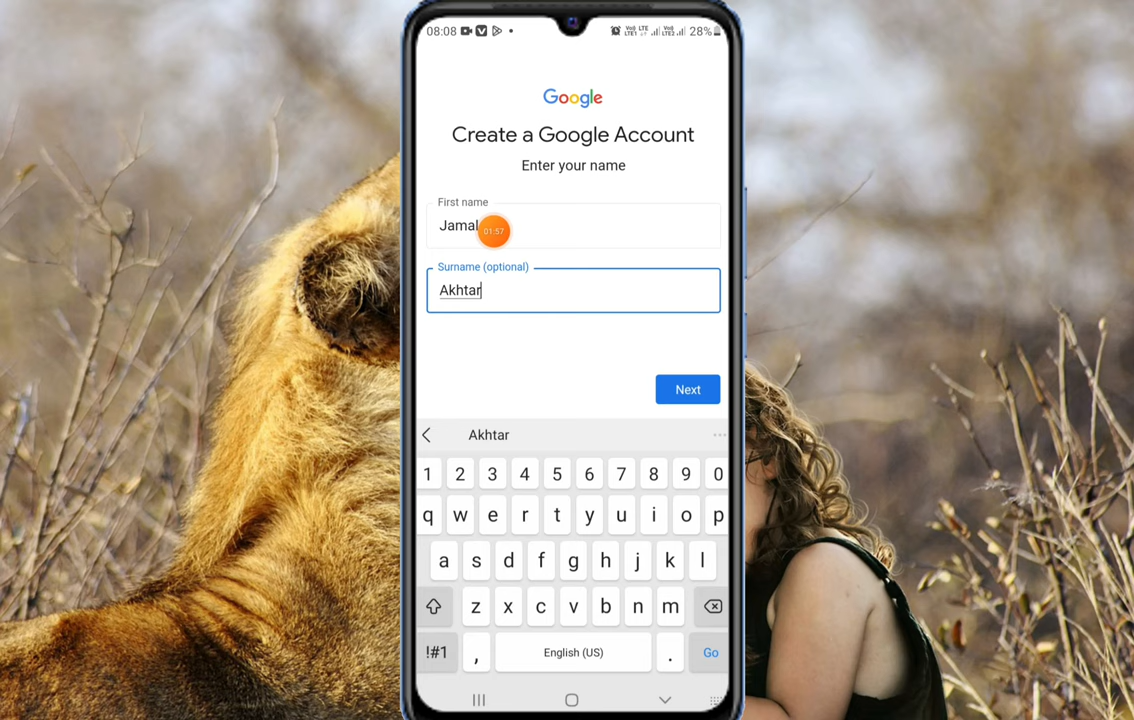 08:08 28%
Google
Create a Google Account
Enter your name
First name
Jamal
01:57
Surname (optional)
Akhtar
Next
Akhtar
1 2 3 4 5 6 7 8 9 0
q w e r t y u i o p
a s d f g h j k l
z x c v b n m
!#1 , English (US) . Go